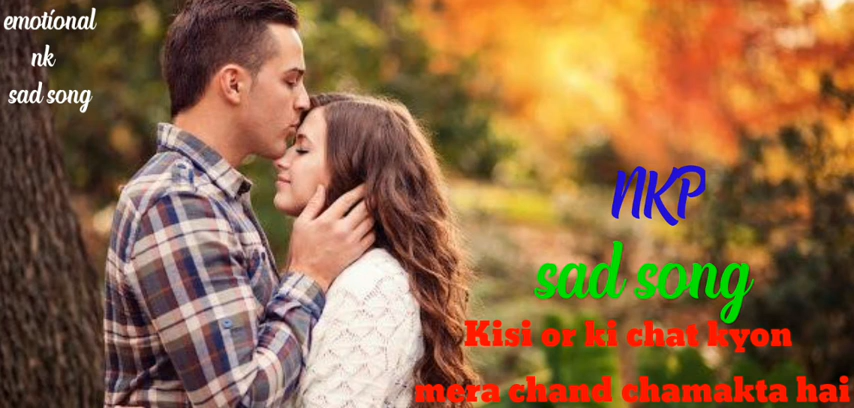 emotional
nk
sad song
NKP
sad song
Kisi or ki chat kyon
mera chand chamakta hai